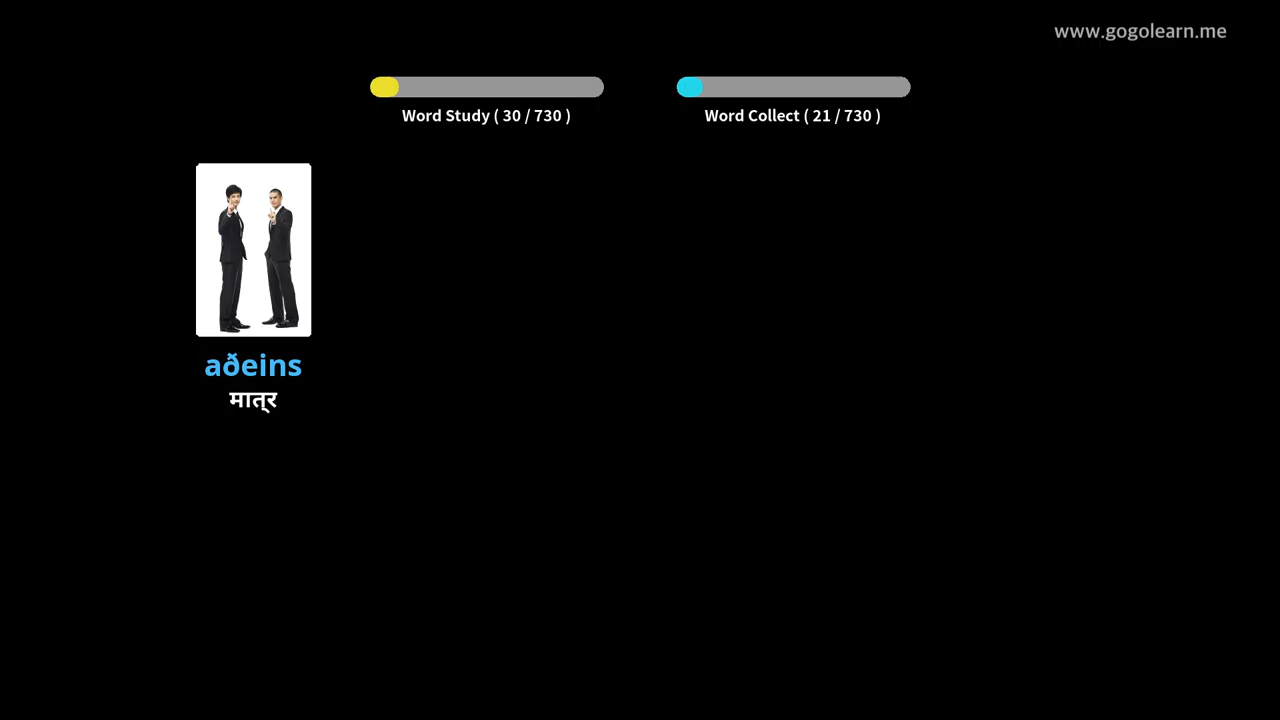 www.gogolearn.me
Word Study ( 30 / 730 )
Word Collect ( 21 / 730 )
aðeins
मात्र